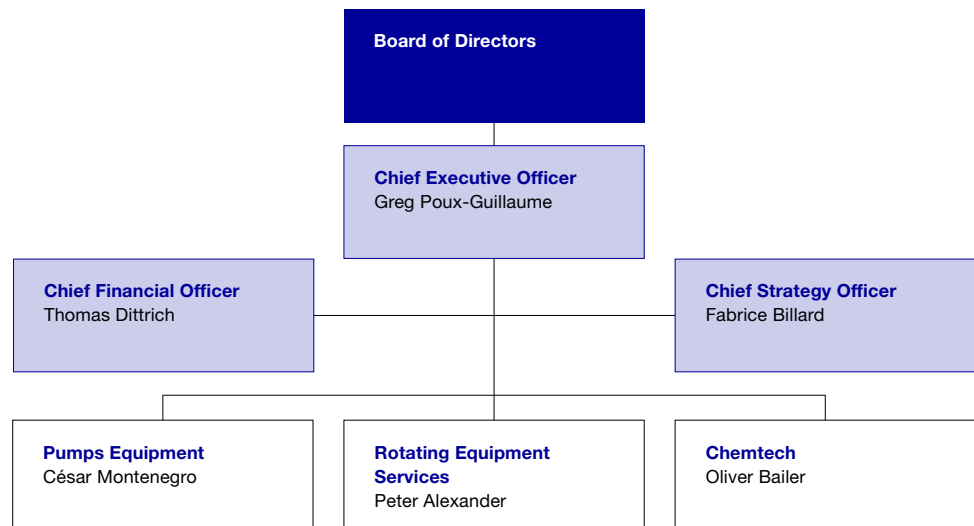 Board of Directors
Chief Executive Officer
Greg Poux-Guillaume
Chief Financial Officer
Thomas Dittrich
Chief Strategy Officer
Fabrice Billard
Pumps Equipment
César Montenegro
Rotating Equipment
Services
Peter Alexander
Chemtech
Oliver Bailer